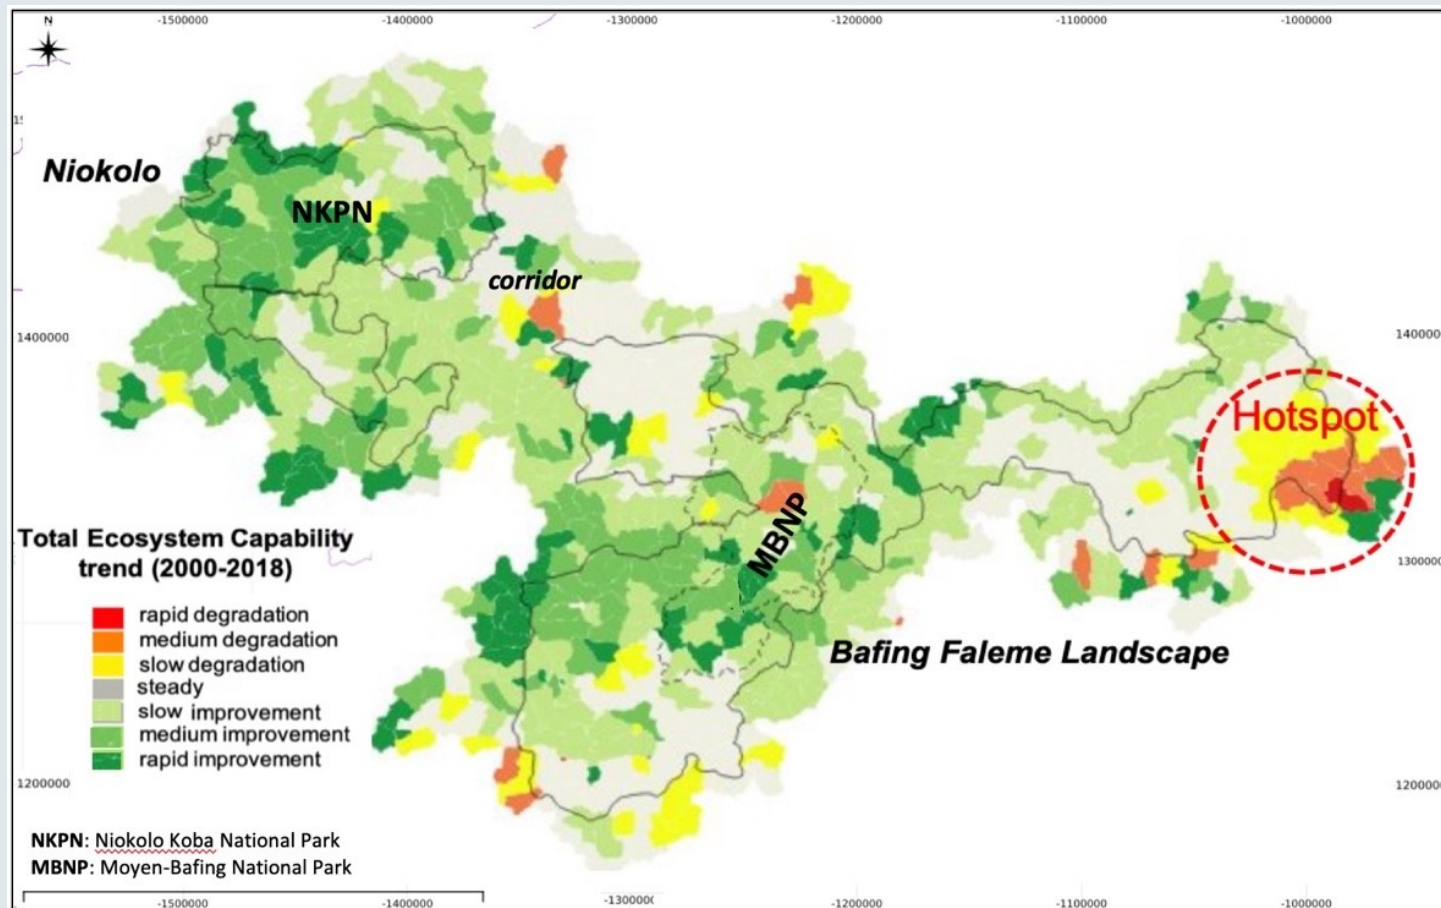 N
-1500000 -1400000 -1300000 -1200000 -1100000 -1000000
Niokolo
NKPN
corridor
1400000 140000
Hotspot
MBNP
Total Ecosystem Capability
trend (2000-2018)
1300000
rapid degradation
medium degradation
slow degradation
steady
slow improvement
medium improvement
rapid improvement
Bafing Faleme Landscape
1200000 120000
NKPN: Niokolo Koba National Park
MBNP: Moyen-Bafing National Park
-1500000 -1400000 -1300000 -1200000 -1100000 -1000000